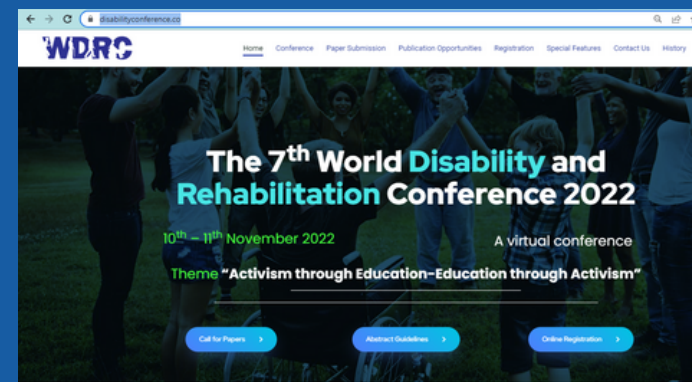 disabilityconference.co
WDRC
Home Conference Paper Submission Publication Opportunities Registration Special Features Contact Us History
The 7th World Disability and
Rehabilitation Conference 2022
10th – 11th November 2022 A virtual conference
Theme “Activism through Education-Education through Activism”
Call for Papers > Abstract Guidelines > Online Registration >